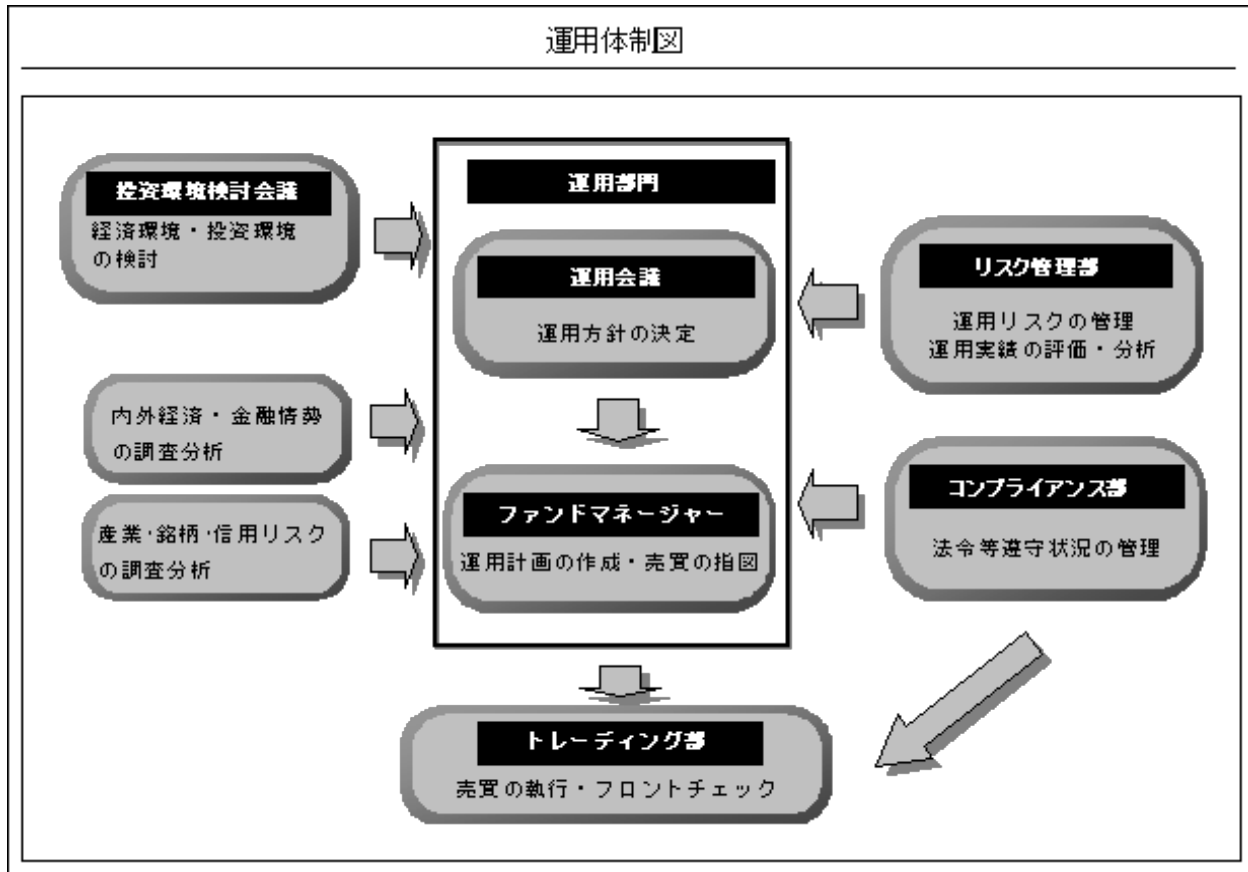 運用体制図
投資環境検討会議
経済環境・投資環境
の検討
運用部門
運用会議
運用方針の決定
リスク管理部
運用リスクの管理
運用実績の評価・分析
内外経済・金融情勢
の調査分析
産業・銘柄・信用リスク
の調査分析
ファンドマネージャー
運用計画の作成・売買の指図
コンプライアンス部
法令等遵守状況の管理
トレーディング部
売買の執行・フロントチェック